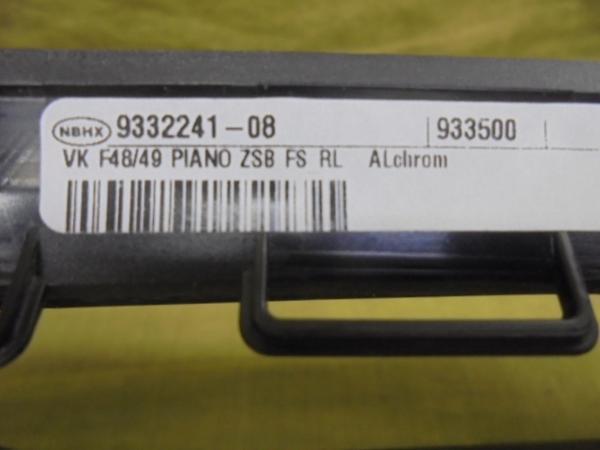 NBHX 9332241-08 933500
VK F48/49 PIANO ZSB FS RL ALchrom